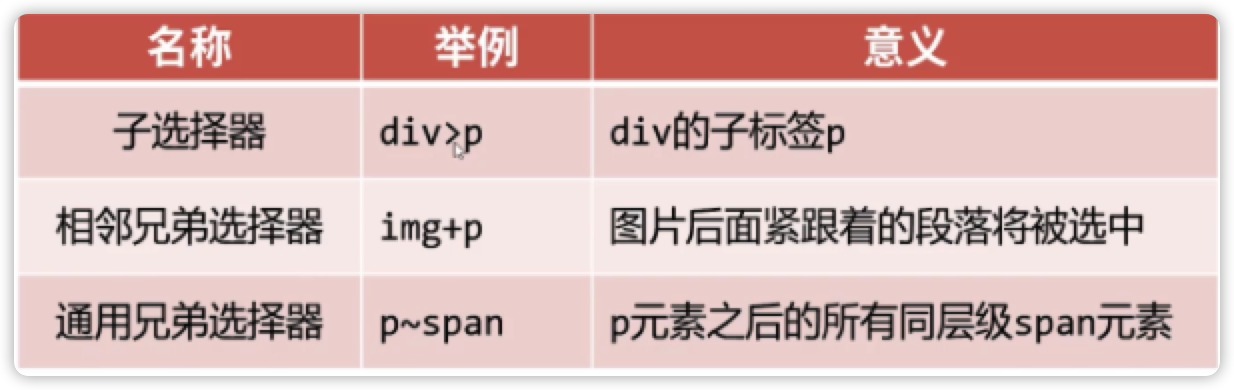 名称 举例 意义
子选择器 div>p div的子标签p
相邻兄弟选择器 img+p 图片后面紧跟着的段落将被选中
通用兄弟选择器 p~span p元素之后的所有同层级span元素